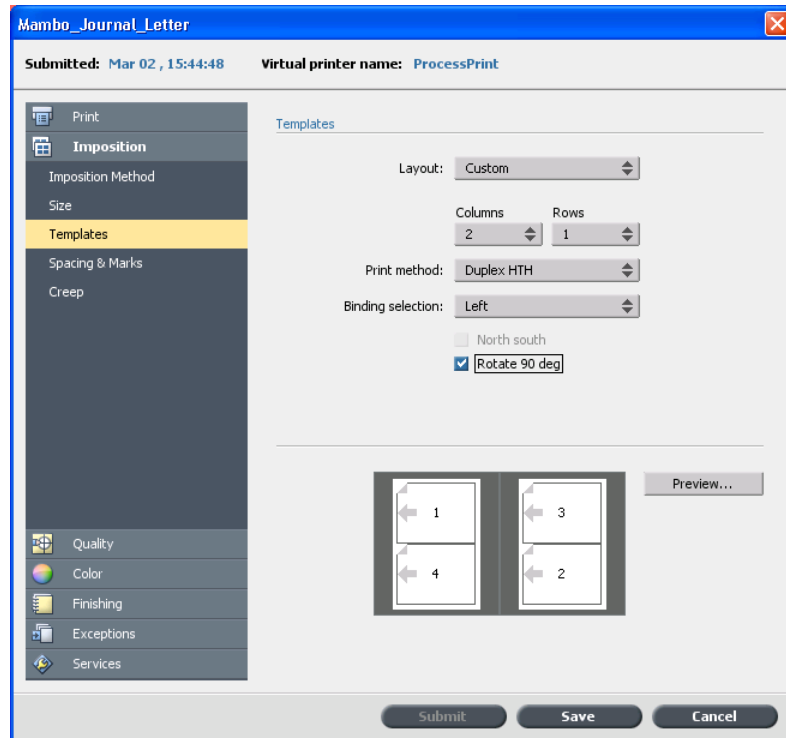 Mambo_Journal_Letter
Submitted: Mar 02 , 15:44:48 Virtual printer name: ProcessPrint
Print
Imposition
Imposition Method
Size
Templates
Spacing & Marks
Creep
Quality
Color
Finishing
Exceptions
Services
Templates
Layout: Custom
Columns Rows
2 1
Print method: Duplex HTH
Binding selection: Left
North south
Rotate 90 deg
1 3
4 2
Preview...
Submit Save Cancel